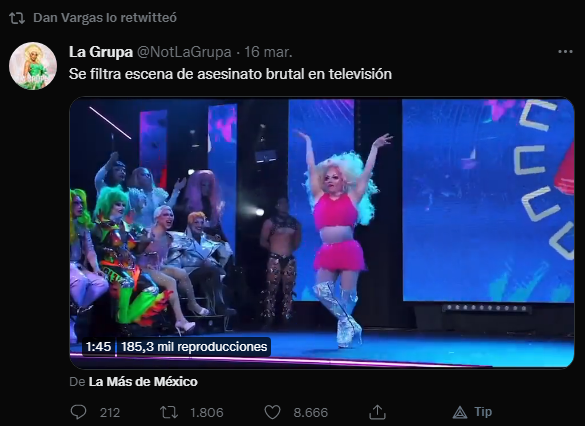 Dan Vargas lo retwitteó
La Grupa @NotLaGrupa · 16 mar.
Se filtra escena de asesinato brutal en televisión
1:45 185,3 mil reproducciones
De La Más de México
212 1.806 8.666 Tip